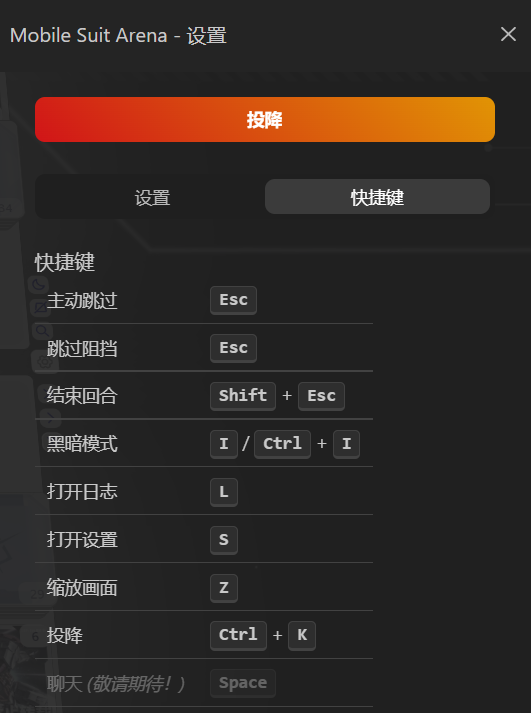 Mobile Suit Arena - 设置
投降
设置 快捷键
快捷键
主动跳过 Esc
跳过阻挡 Esc
结束回合 Shift + Esc
黑暗模式 I / Ctrl + I
打开日志 L
打开设置 S
缩放画面 Z
投降 Ctrl + K
聊天 (敬请期待！) Space